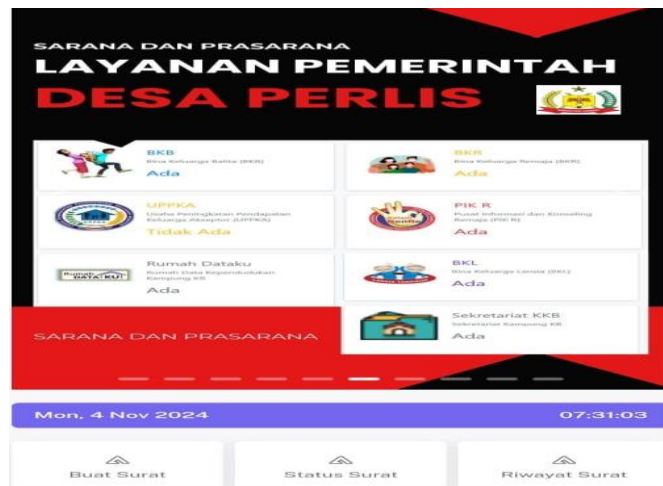 SARANA DAN PRASARANA
LAYANAN PEMERINTAH
DESA PERLIS
BKB
Bina Keluarga Balita (BKB)
Ada
BKR
Bina Keluarga Remaja (BKR)
Ada
UPPKA
Usaha Peningkatan Pendapatan
Keluarga Akseptor (UPPKA)
Tidak Ada
PIK R
Pusat Informasi dan Konseling
Remaja (PIK R)
Ada
Rumah Dataku
Rumah Data Kependudukan
Kampung KB
Ada
BKL
Bina Keluarga Lansia (BKL)
Ada
Sekretariat KKB
Sekretariat Kampung KB
Ada
SARANA DAN PRASARANA
Mon, 4 Nov 2024
07:31:03
Buat Surat
Status Surat
Riwayat Surat